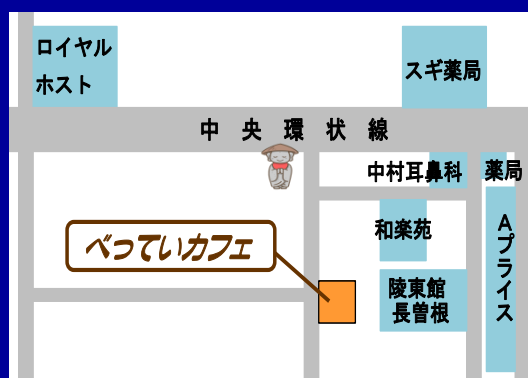 ロイヤル
ホスト
スギ薬局
中央環状線
中村耳鼻科
薬局
和楽苑
Aプライス
べっていカフェ
陵東館
長曽根